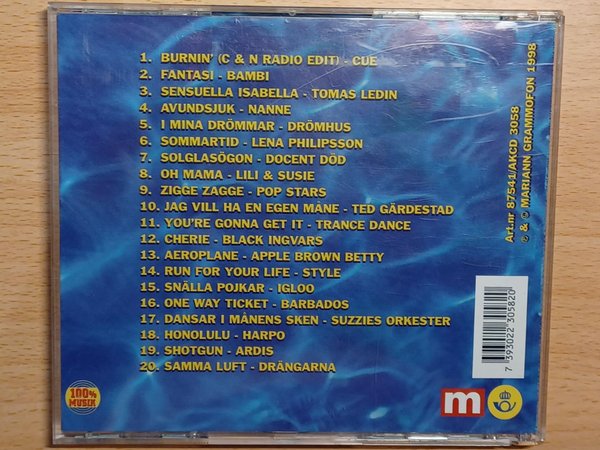 1. BURNIN' (C & N RADIO EDIT) - CUE
2. FANTASI - BAMBI
3. SENSUELLA ISABELLA - TOMAS LEDIN
4. AVUNDSJUK - NANNE
5. I MINA DRÖMMAR - DRÖMHUS
6. SOMMARTID - LENA PHILIPSSON
7. SOLGLASÖGON - DOCENT DÖD
8. OH MAMA - LILI & SUSIE
9. ZIGGE ZAGGE - POP STARS
10. JAG VILL HA EN EGEN MÅNE - TED GÄRDESTAD
11. YOU'RE GONNA GET IT - TRANCE DANCE
12. CHERIE - BLACK INGVARS
13. AEROPLANE - APPLE BROWN BETTY
14. RUN FOR YOUR LIFE - STYLE
15. SNÄLLA POJKAR - IGLOO
16. ONE WAY TICKET - BARBADOS
17. DANSAR I MÅNENS SKEN - SUZZIES ORKESTER
18. HONOLULU - HARPO
19. SHOTGUN - ARDIS
20. SAMMA LUFT - DRÄNGARNA
Art.nr 87541/AKCD 3058
℗ & © MARIANN GRAMMOFON 1998
7 393022 305820
100%
MUSIK
m